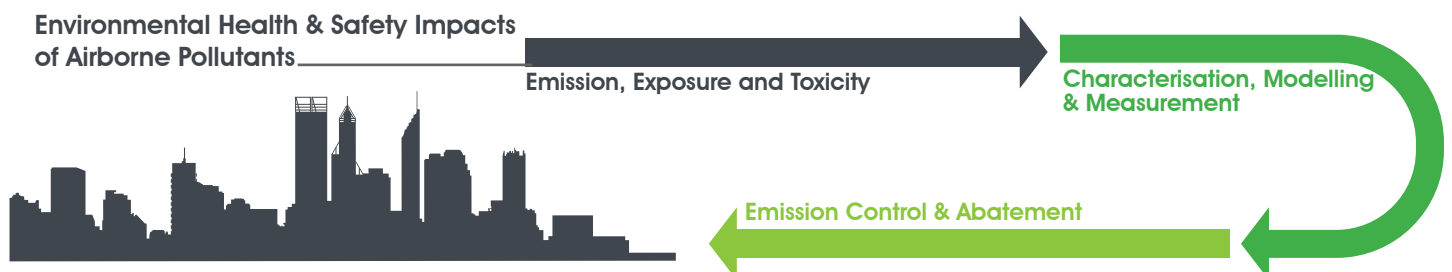 Environmental Health & Safety Impacts
of Airborne Pollutants
Emission, Exposure and Toxicity
Characterisation, Modelling
& Measurement
Emission Control & Abatement